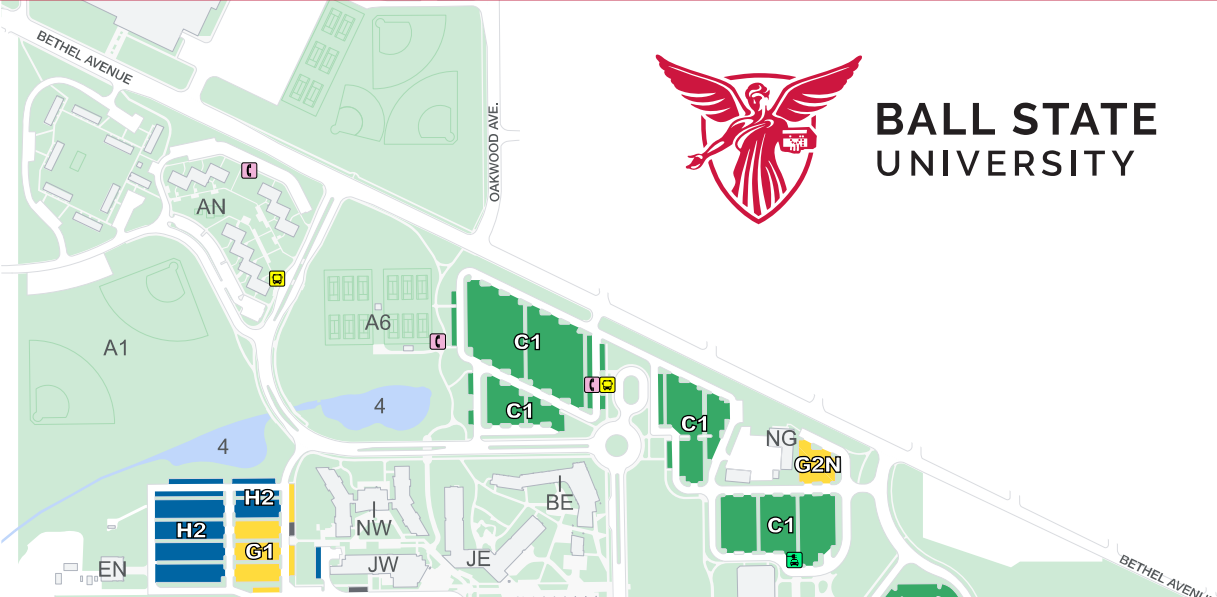 BETHEL AVENUE
OAKWOOD AVE.
BALL STATE
UNIVERSITY
AN
A6
A1
C1
C1
C1
4
4
NG
G2N
H2
H2
G1
NW
BE
C1
EN
JW
JE
BETHEL AVENUE